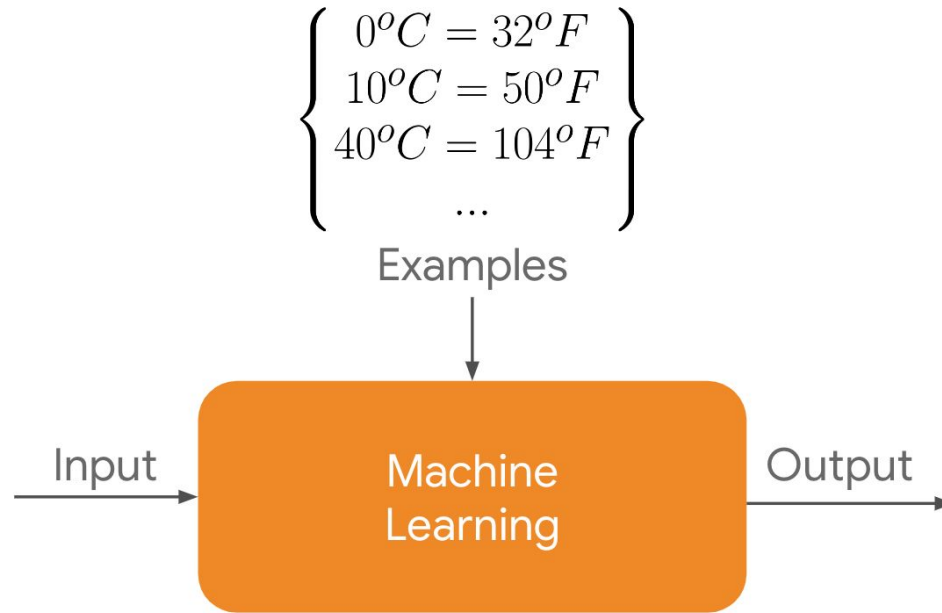 0°C = 32°F
10°C = 50°F
40°C = 104°F
...
Examples
Input
Machine
Learning
Output